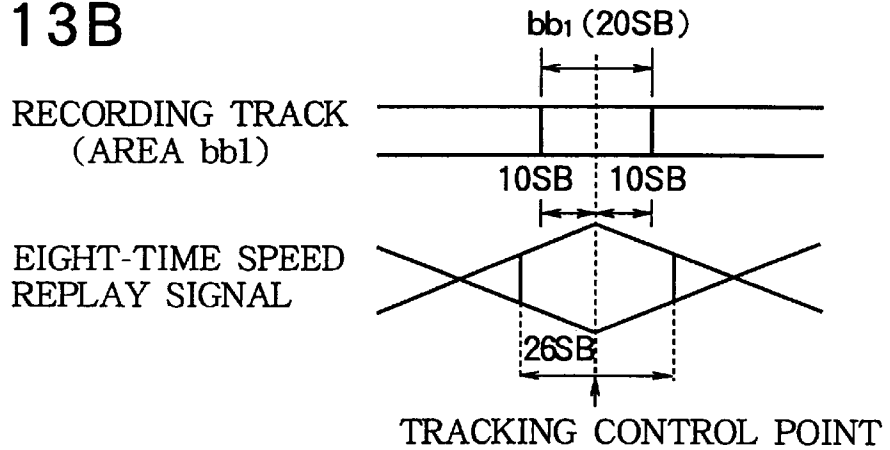 13B
bb₁ (20SB)
RECORDING TRACK
(AREA bb1)
10SB 10SB
EIGHT-TIME SPEED
REPLAY SIGNAL
26SB
TRACKING CONTROL POINT